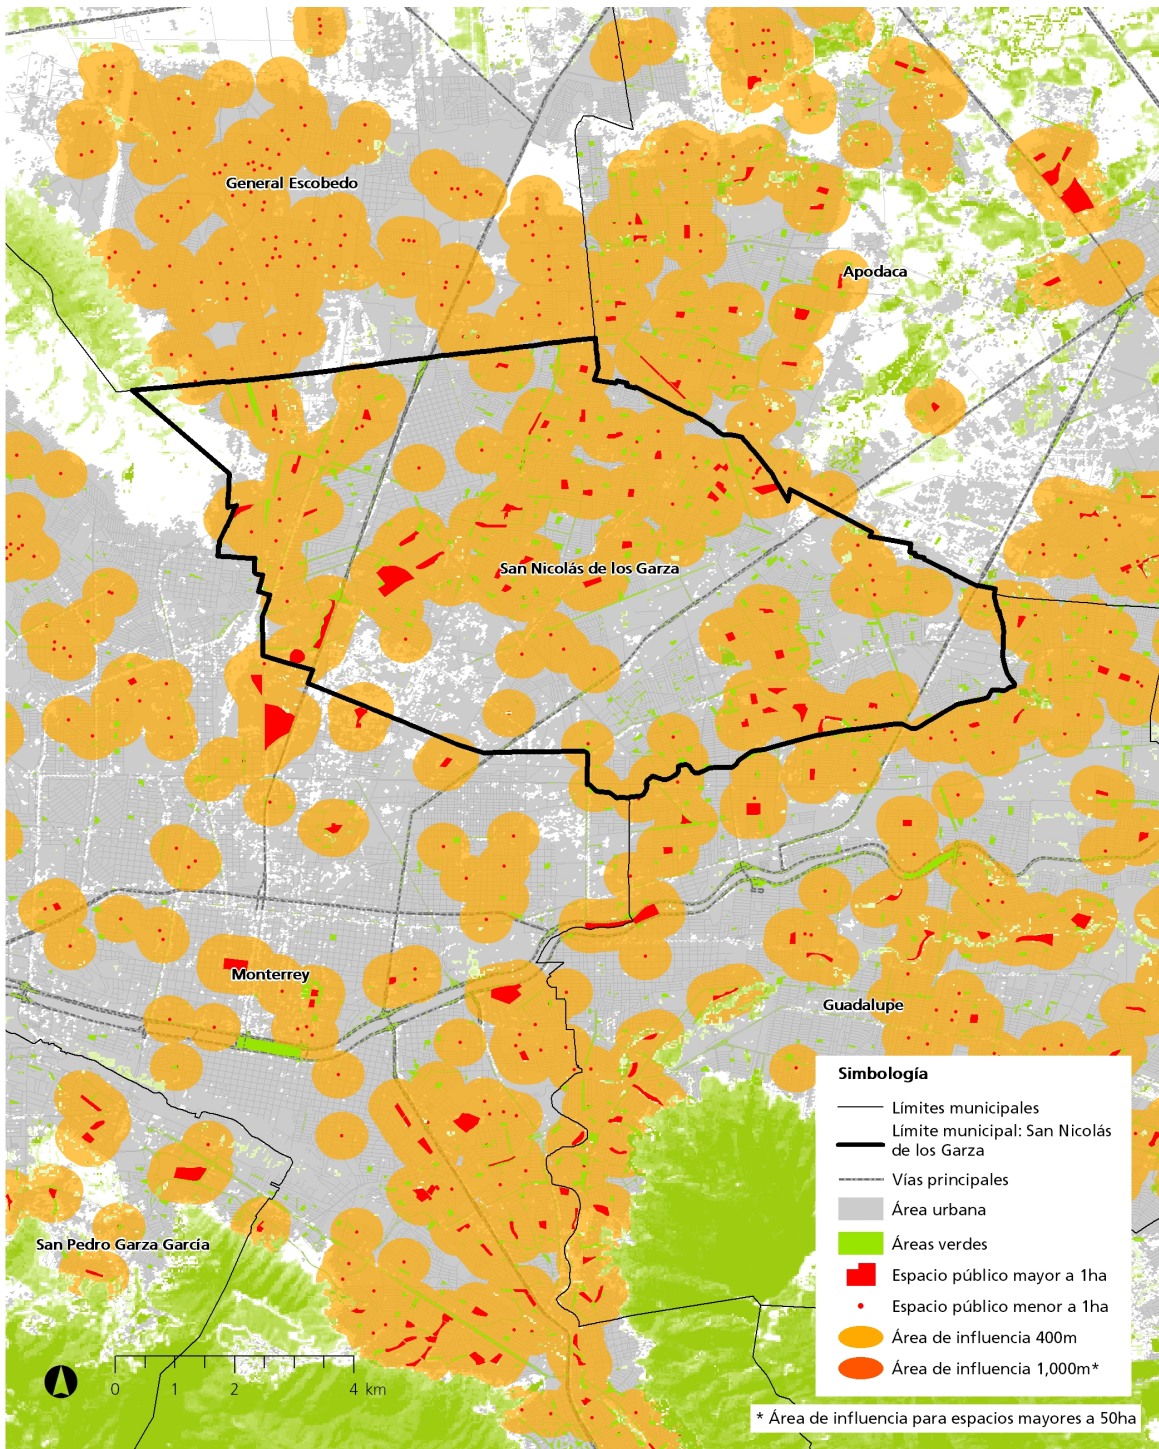 General Escobedo
Apodaca
San Nicolás de los Garza
Monterrey
Guadalupe
San Pedro Garza García
Simbología
Límites municipales
Límite municipal: San Nicolás
de los Garza
Vías principales
Área urbana
Áreas verdes
Espacio público mayor a 1ha
Espacio público menor a 1ha
Área de influencia 400m
Área de influencia 1,000m*
0 1 2 4 km
* Área de influencia para espacios mayores a 50ha